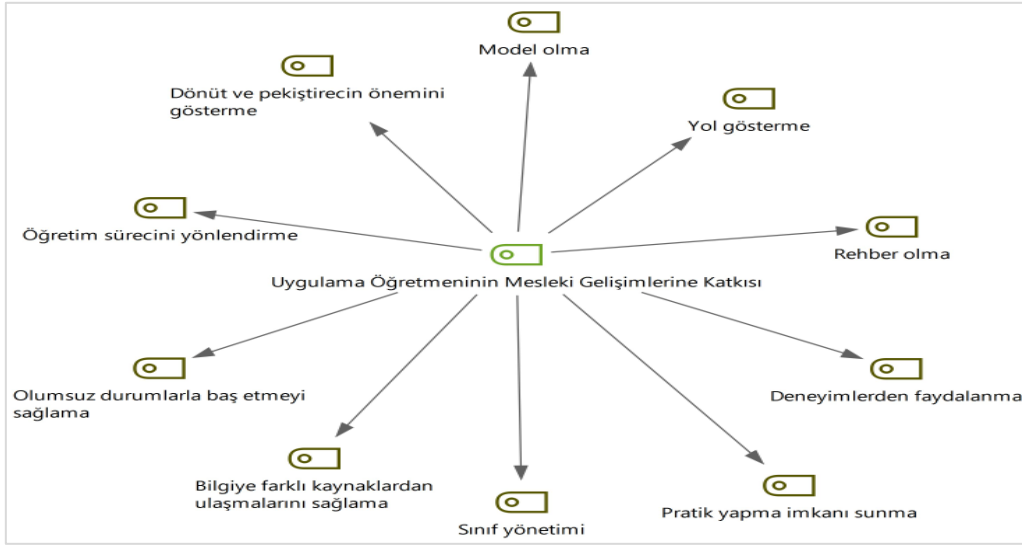 Model olma
Dönüt ve pekiştirecin önemini
gösterme
Yol gösterme
Öğretim sürecini yönlendirme
Rehber olma
Uygulama Öğretmeninin Mesleki Gelişimlerine Katkısı
Olumsuz durumlarla baş etmeyi
sağlama
Deneyimlerden faydalanma
Bilgiye farklı kaynaklardan
ulaşmalarını sağlama
Pratik yapma imkanı sunma
Sınıf yönetimi